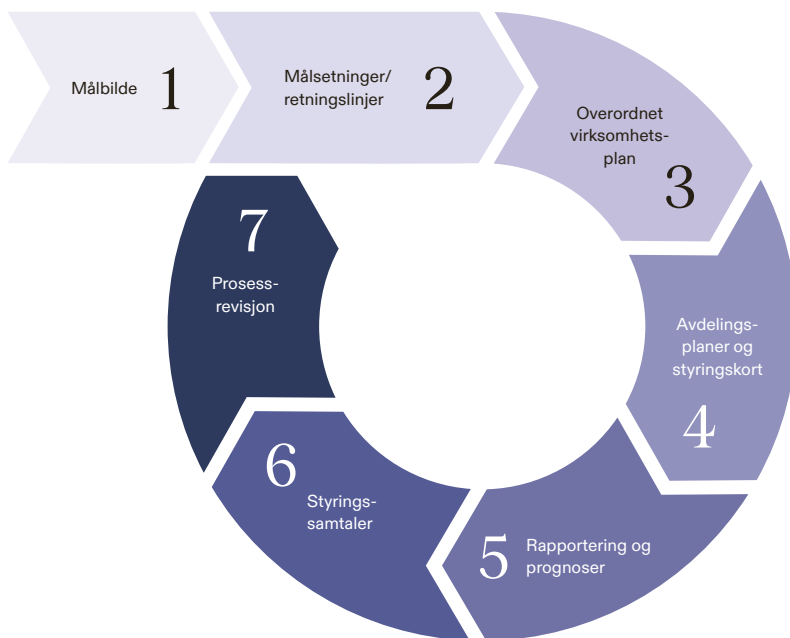 Målbilde
1
Målsetninger/
retningslinjer
2
Overordnet
virksomhets-
plan
3
Avdelings-
planer og
styringskort
4
5
Rapportering og
prognoser
6
Styrings-
samtaler
7
Prosess-
revisjon